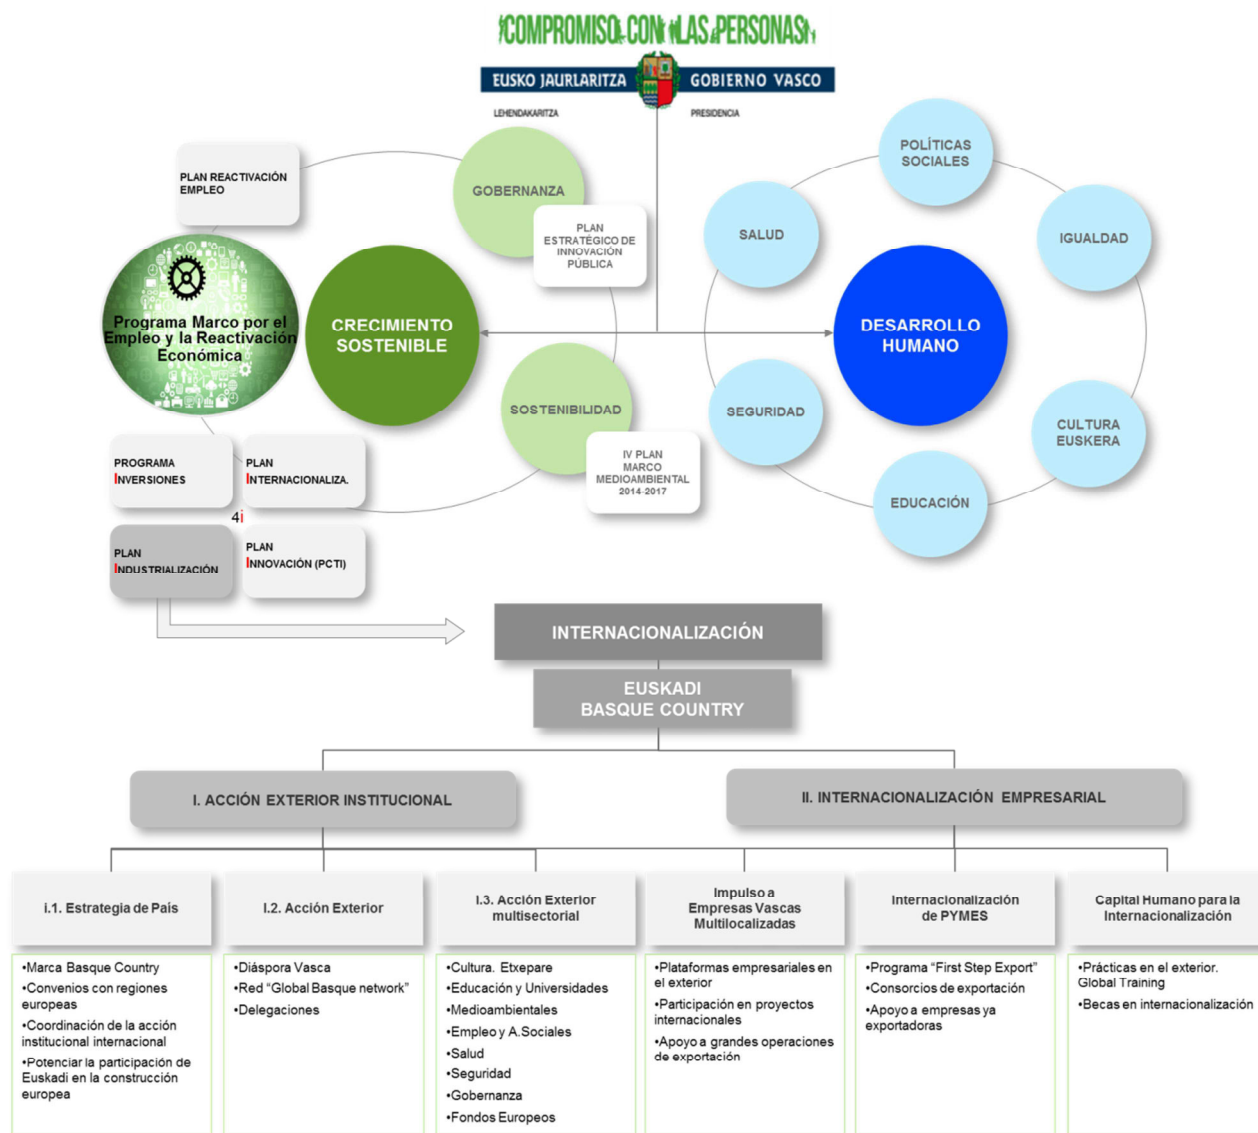 COMPROMISO CON LAS PERSONAS
EUSKO JAURLARITZA
GOBIERNO VASCO
LEHENDAKARITZA
PRESIDENCIA
PLAN REACTIVACIÓN
EMPLEO
GOBERNANZA
PLAN
ESTRATÉGICO DE
INNOVACIÓN
PÚBLICA
Programa Marco por el
Empleo y la Reactivación
Económica
CRECIMIENTO
SOSTENIBLE
SOSTENIBILIDAD
IV PLAN
MARCO
MEDIOAMBIENTAL
2014-2017
POLÍTICAS
SOCIALES
SALUD
IGUALDAD
DESARROLLO
HUMANO
SEGURIDAD
CULTURA
EUSKERA
EDUCACIÓN
PROGRAMA
INVERSIONES
PLAN
INTERNACIONALIZA.
4i
PLAN
INDUSTRIALIZACIÓN
PLAN
INNOVACIÓN (PCTI)
INTERNACIONALIZACIÓN
EUSKADI
BASQUE COUNTRY
I. ACCIÓN EXTERIOR INSTITUCIONAL
II. INTERNACIONALIZACIÓN EMPRESARIAL
i.1. Estrategia de País
•Marca Basque Country
•Convenios con regiones
europeas
•Coordinación de la acción
institucional internacional
•Potenciar la participación de
Euskadi en la construcción
europea
I.2. Acción Exterior
•Diáspora Vasca
•Red “Global Basque network”
•Delegaciones
I.3. Acción Exterior
multisectorial
•Cultura. Etxepare
•Educación y Universidades
•Medioambientales
•Empleo y A.Sociales
•Salud
•Seguridad
•Gobernanza
•Fondos Europeos
Impulso a
Empresas Vascas
Multilocalizadas
•Plataformas empresariales en
el exterior
•Participación en proyectos
internacionales
•Apoyo a grandes operaciones
de exportación
Internacionalización
de PYMES
•Programa “First Step Export”
•Consorcios de exportación
•Apoyo a empresas ya
exportadoras
Capital Humano para la
Internacionalización
•Prácticas en el exterior.
Global Training
•Becas en internacionalización